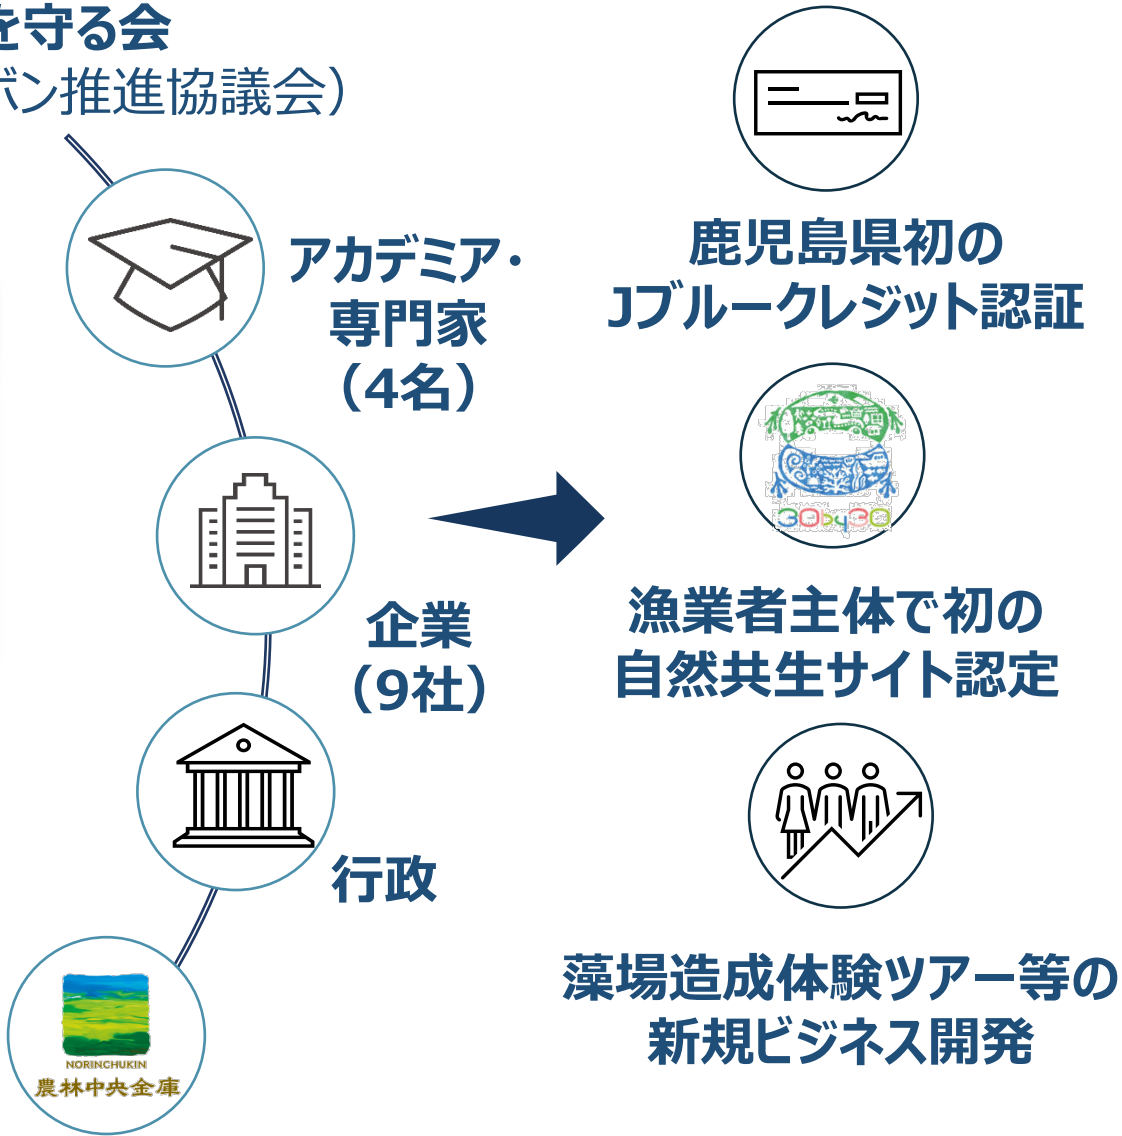 を守る会
ボン推進協議会）
アカデミア・
専門家
（4名）
企業
（9社）
行政
NORINCHUKIN
農林中央金庫
鹿児島県初の
Jブルークレジット認証
30by30
漁業者主体で初の
自然共生サイト認定
藻場造成体験ツアー等の
新規ビジネス開発